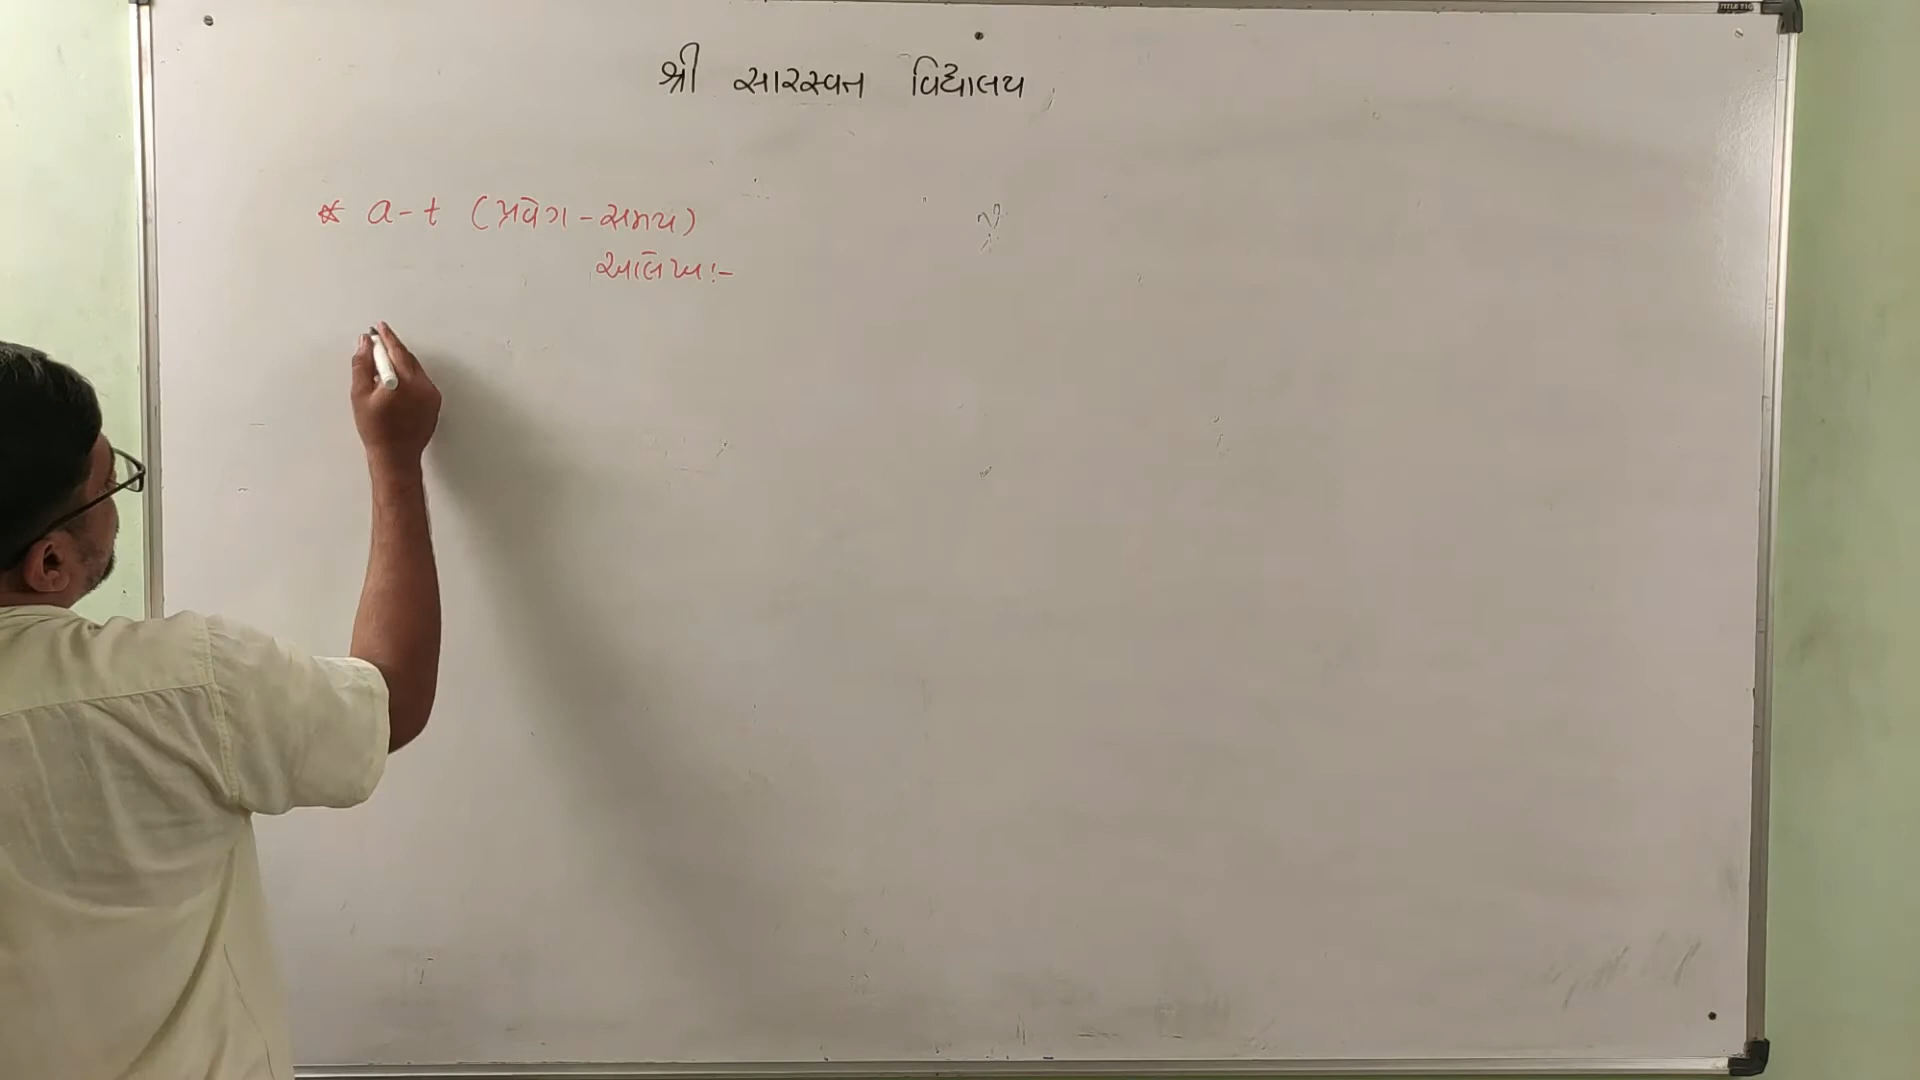 શ્રી સારસ્વત વિદ્યાલય
* a-t (પ્રવેગ-સમય)
આલેખ:-